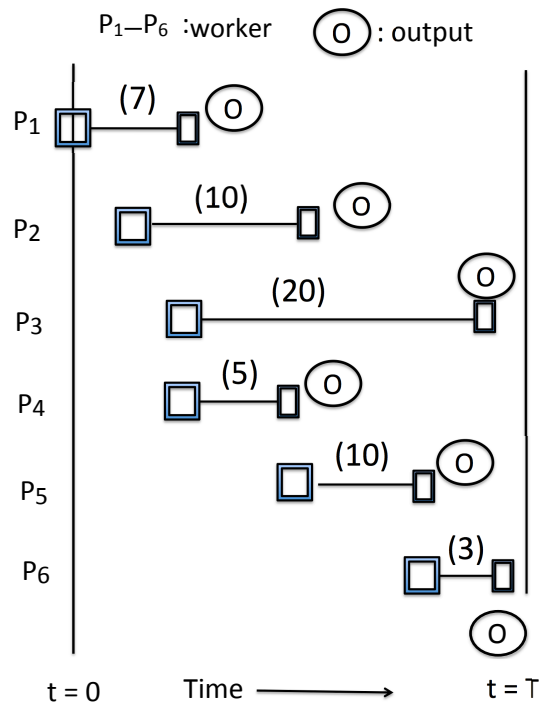 P1—P6 :worker O : output
(7) O
P1
(10) O
P2
O
(20)
P3
(5) O
P4
(10) O
P5
(3)
P6
O
t = 0 Time t = T